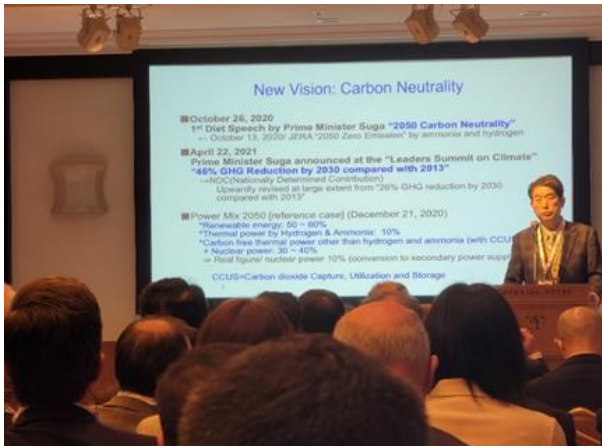 New Vision: Carbon Neutrality
■October 26, 2020
1st Diet Speech by Prime Minister Suga "2050 Carbon Neutrality"
← October 13, 2020/ JERA "2050 Zero Emission" by ammonia and hydrogen
■April 22, 2021
Prime Minister Suga announced at the "Leaders Summit on Climate"
"46% GHG Reduction by 2030 compared with 2013"
→NDC(Nationally Determined Contribution)
Upwardly revised at large extent from "26% GHG reduction by 2030
compared with 2013"
■Power Mix 2050 [reference case] (December 21, 2020)
*Renewable energy: 50 ~ 60%
*Thermal power by Hydrogen & Ammonia: 10%
*Carbon free thermal power other than hydrogen and ammonia (with CCUS
+ Nuclear power: 30 ~ 40%
⇒ Real figure/ nuclear power 10% (conversion to secondary power
CCUS=Carbon dioxide Capture, Utilization and Storage
HOTEL